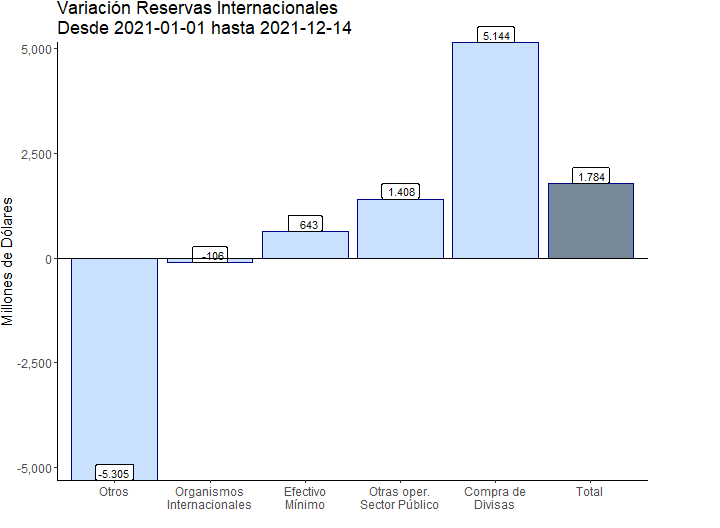 Variación Reservas Internacionales
Desde 2021-01-01 hasta 2021-12-14
Millones de Dólares
5,000
2,500
0
-2,500
-5,000
-5.305
-106
643
1.408
5.144
1.784
Otros
Organismos
Internacionales
Efectivo
Mínimo
Otras oper.
Sector Público
Compra de
Divisas
Total